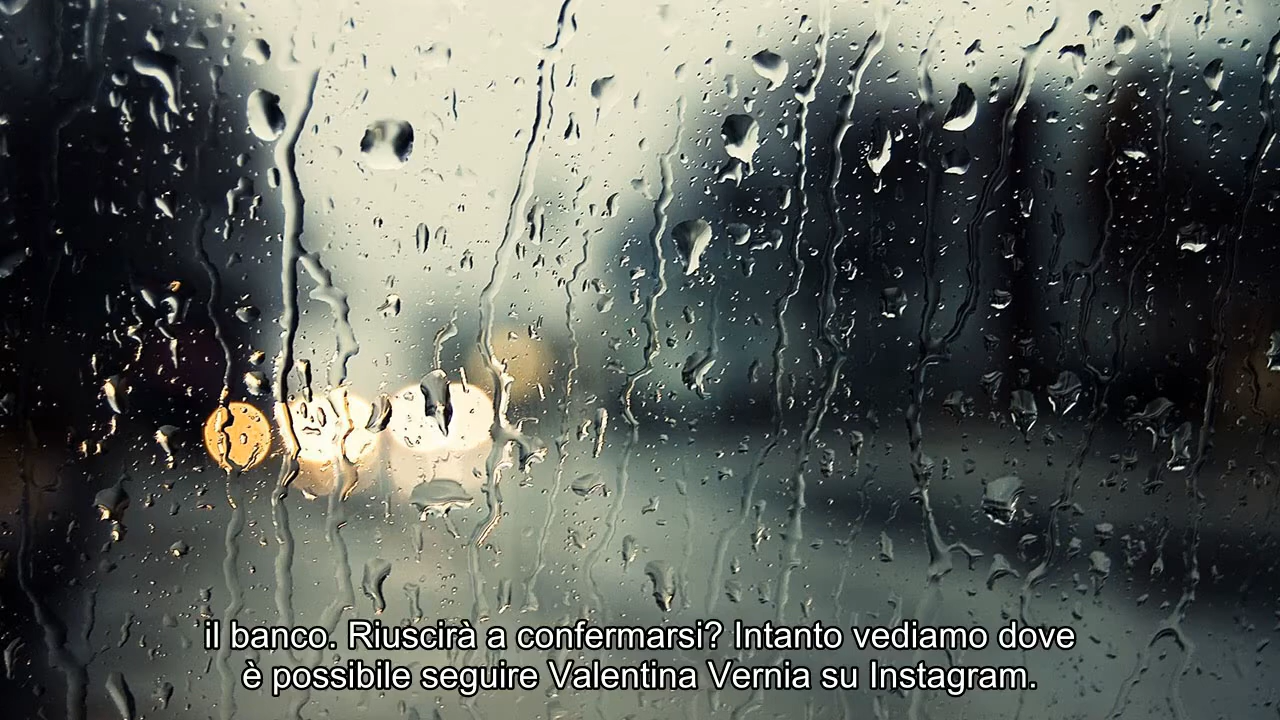 il banco. Riuscirà a confermarsi? Intanto vediamo dove
è possibile seguire Valentina Vernia su Instagram.